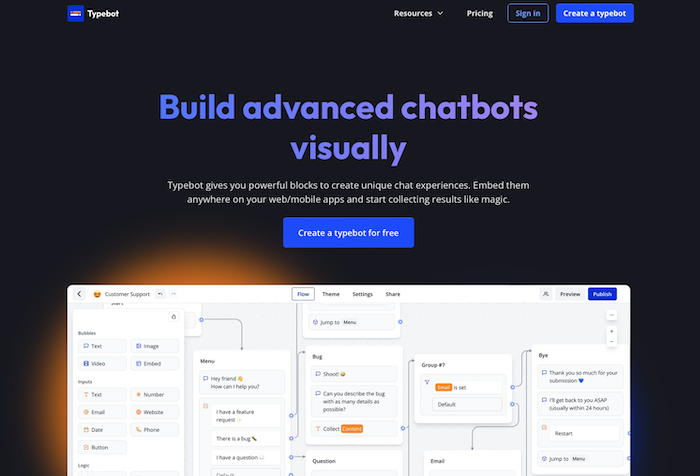 Typebot
Resources
Pricing
Sign in
Create a typebot
Build advanced chatbots
visually
Typebot gives you powerful blocks to create unique chat experiences. Embed them
anywhere on your web/mobile apps and start collecting results like magic.
Create a typebot for free
Customer Support
Flow
Theme
Settings
Share
Preview
Publish
Bubbles
Text
Image
Video
Embed
Inputs
Text
Number
Email
Website
Date
Phone
Button
Logic
Start
Menu
Hey friend 👋
How can I help you?
I have a feature
request ✨
There is a bug 🐛
I have a question 💭
Default
Jump to Menu
Bug
Shoot! 🤪
Can you describe the bug
with as many details as
possible?
Collect Content
Question
Group #7
Email is set
Default
Email
Bye
Thank you so much for your
submission 💙
I'll get back to you ASAP
(usually within 24 hours)
Restart
Jump to Menu